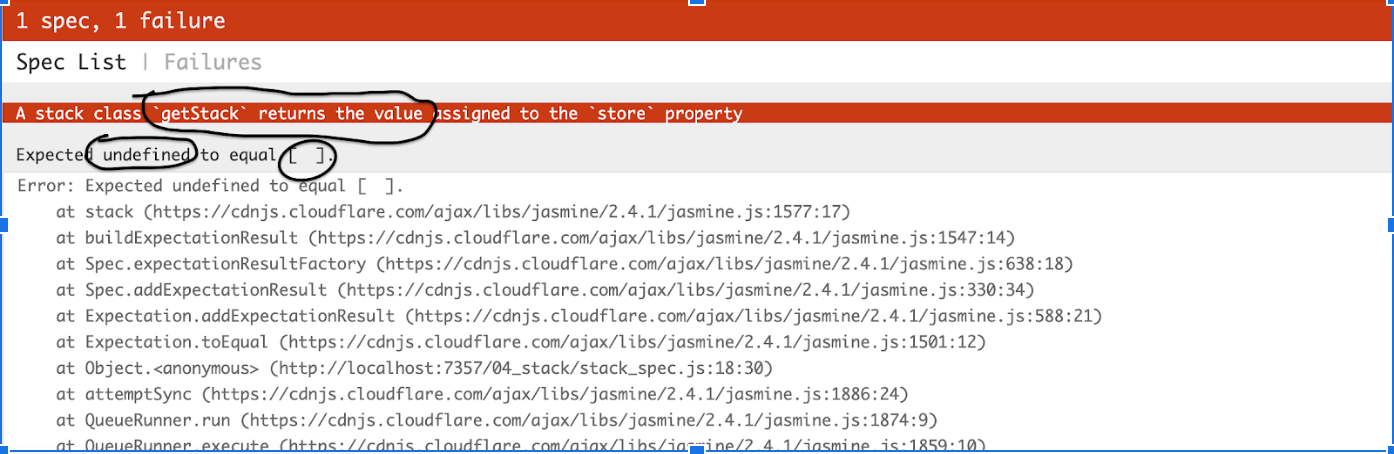 1 spec, 1 failure
Spec List | Failures
A stack class `getStack` returns the value assigned to the `store` property
Expected undefined to equal [  ].
Error: Expected undefined to equal [  ].
at stack (https://cdnjs.cloudflare.com/ajax/libs/jasmine/2.4.1/jasmine.js:1577:17)
at buildExpectationResult (https://cdnjs.cloudflare.com/ajax/libs/jasmine/2.4.1/jasmine.js:1547:14)
at Spec.expectationResultFactory (https://cdnjs.cloudflare.com/ajax/libs/jasmine/2.4.1/jasmine.js:638:18)
at Spec.addExpectationResult (https://cdnjs.cloudflare.com/ajax/libs/jasmine/2.4.1/jasmine.js:330:34)
at Expectation.addExpectationResult (https://cdnjs.cloudflare.com/ajax/libs/jasmine/2.4.1/jasmine.js:588:21)
at Expectation.toEqual (https://cdnjs.cloudflare.com/ajax/libs/jasmine/2.4.1/jasmine.js:1501:12)
at Object.<anonymous> (http://localhost:7357/04_stack/stack_spec.js:18:30)
at attemptSync (https://cdnjs.cloudflare.com/ajax/libs/jasmine/2.4.1/jasmine.js:1886:24)
at QueueRunner.run (https://cdnjs.cloudflare.com/ajax/libs/jasmine/2.4.1/jasmine.js:1874:9)
at QueueRunner.execute (https://cdnjs.cloudflare.com/ajax/libs/jasmine/2.4.1/jasmine.js:1859:10)